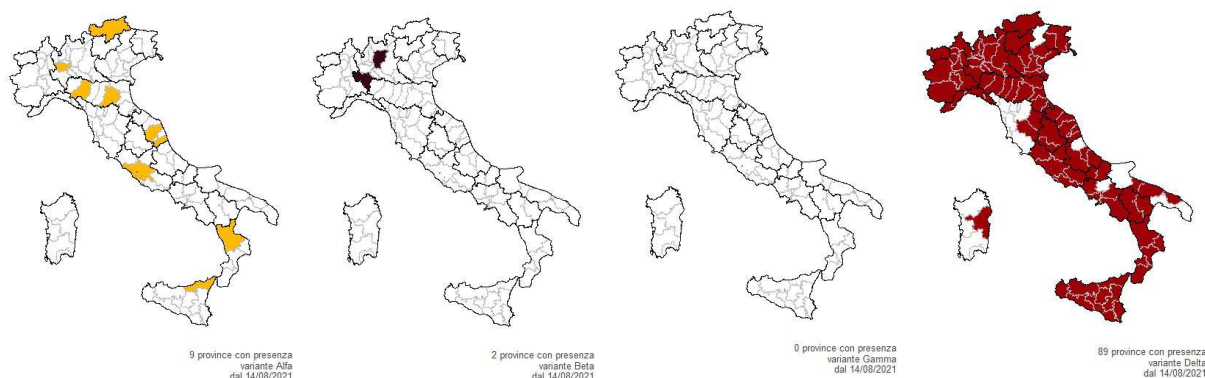 9 province con presenza
variante Alfa
dal 14/08/2021
2 province con presenza
variante Beta
dal 14/08/2021
0 province con presenza
variante Gamma
dal 14/08/2021
89 province con presenza
variante Delta
dal 14/08/2021